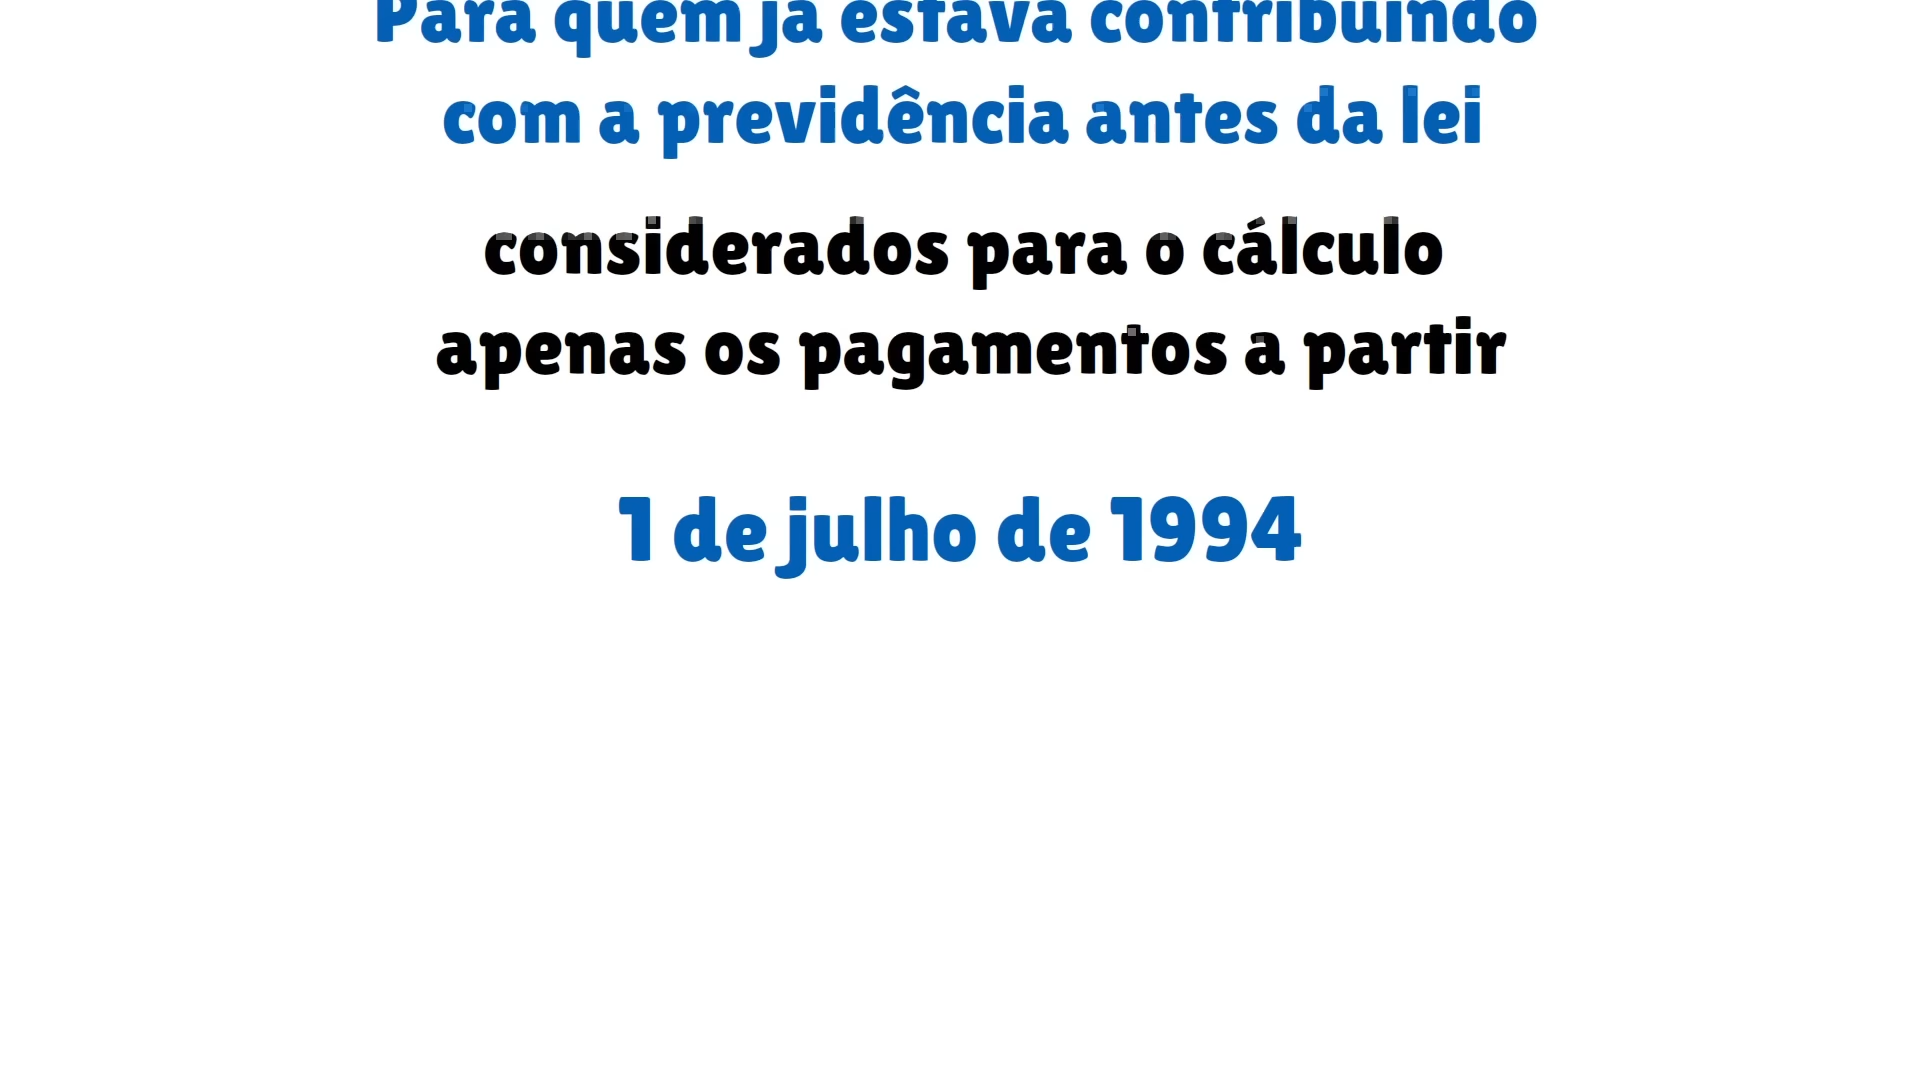 Para quem já estava contribuindo
com a previdência antes da lei
considerados para o cálculo
apenas os pagamentos a partir
1 de julho de 1994